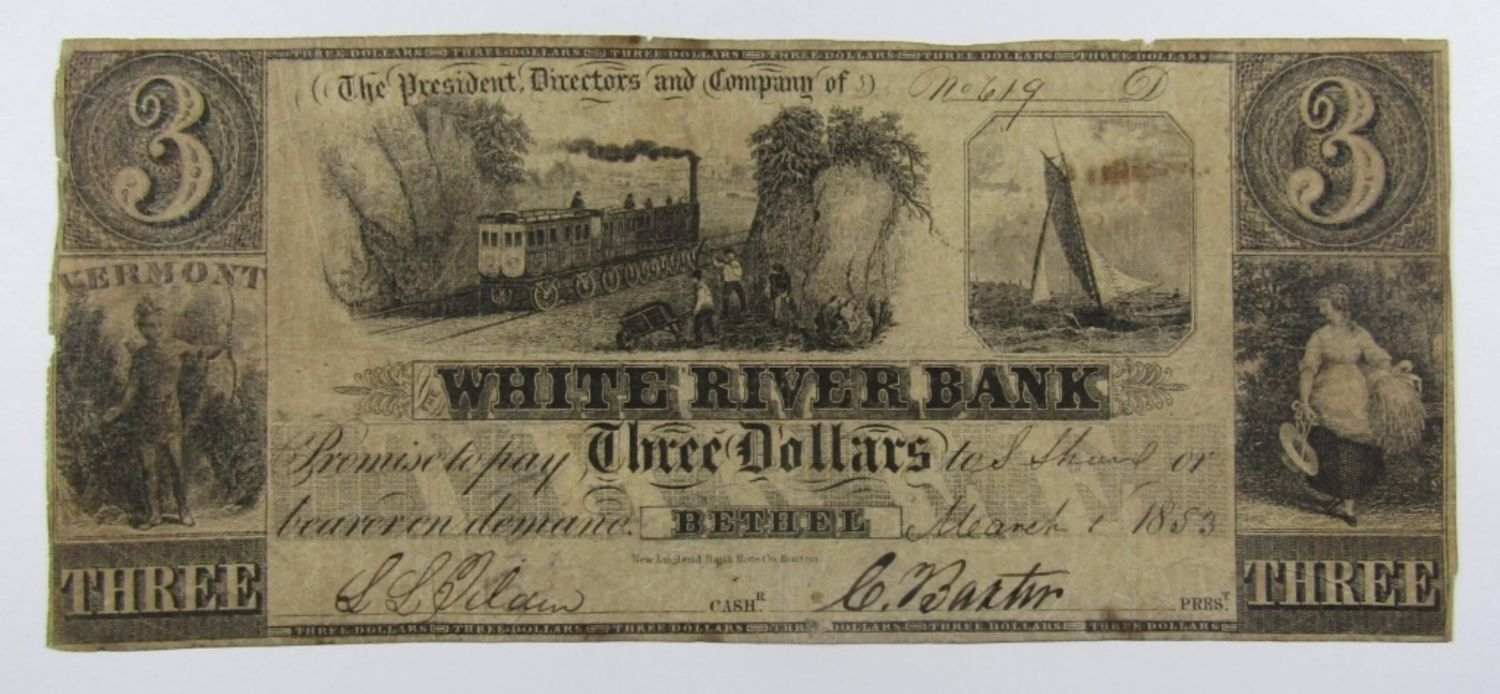 THREE DOLLARS THREE DOLLARS THREE DOLLARS THREE DOLLARS THREE DOLLARS THREE DOLLARS
The President, Directors and Company of No 619 D
3 3
VERMONT
WHITE RIVER BANK
Promise to pay Three Dollars to S or
bearer on demand. BETHEL March 1 1853
New England Bank Note Co. Boston
THREE THREE
CASHR. C. Baxter PREST
THREE DOLLARS THREE DOLLARS THREE DOLLARS THREE DOLLARS THREE DOLLARS THREE DOLLARS